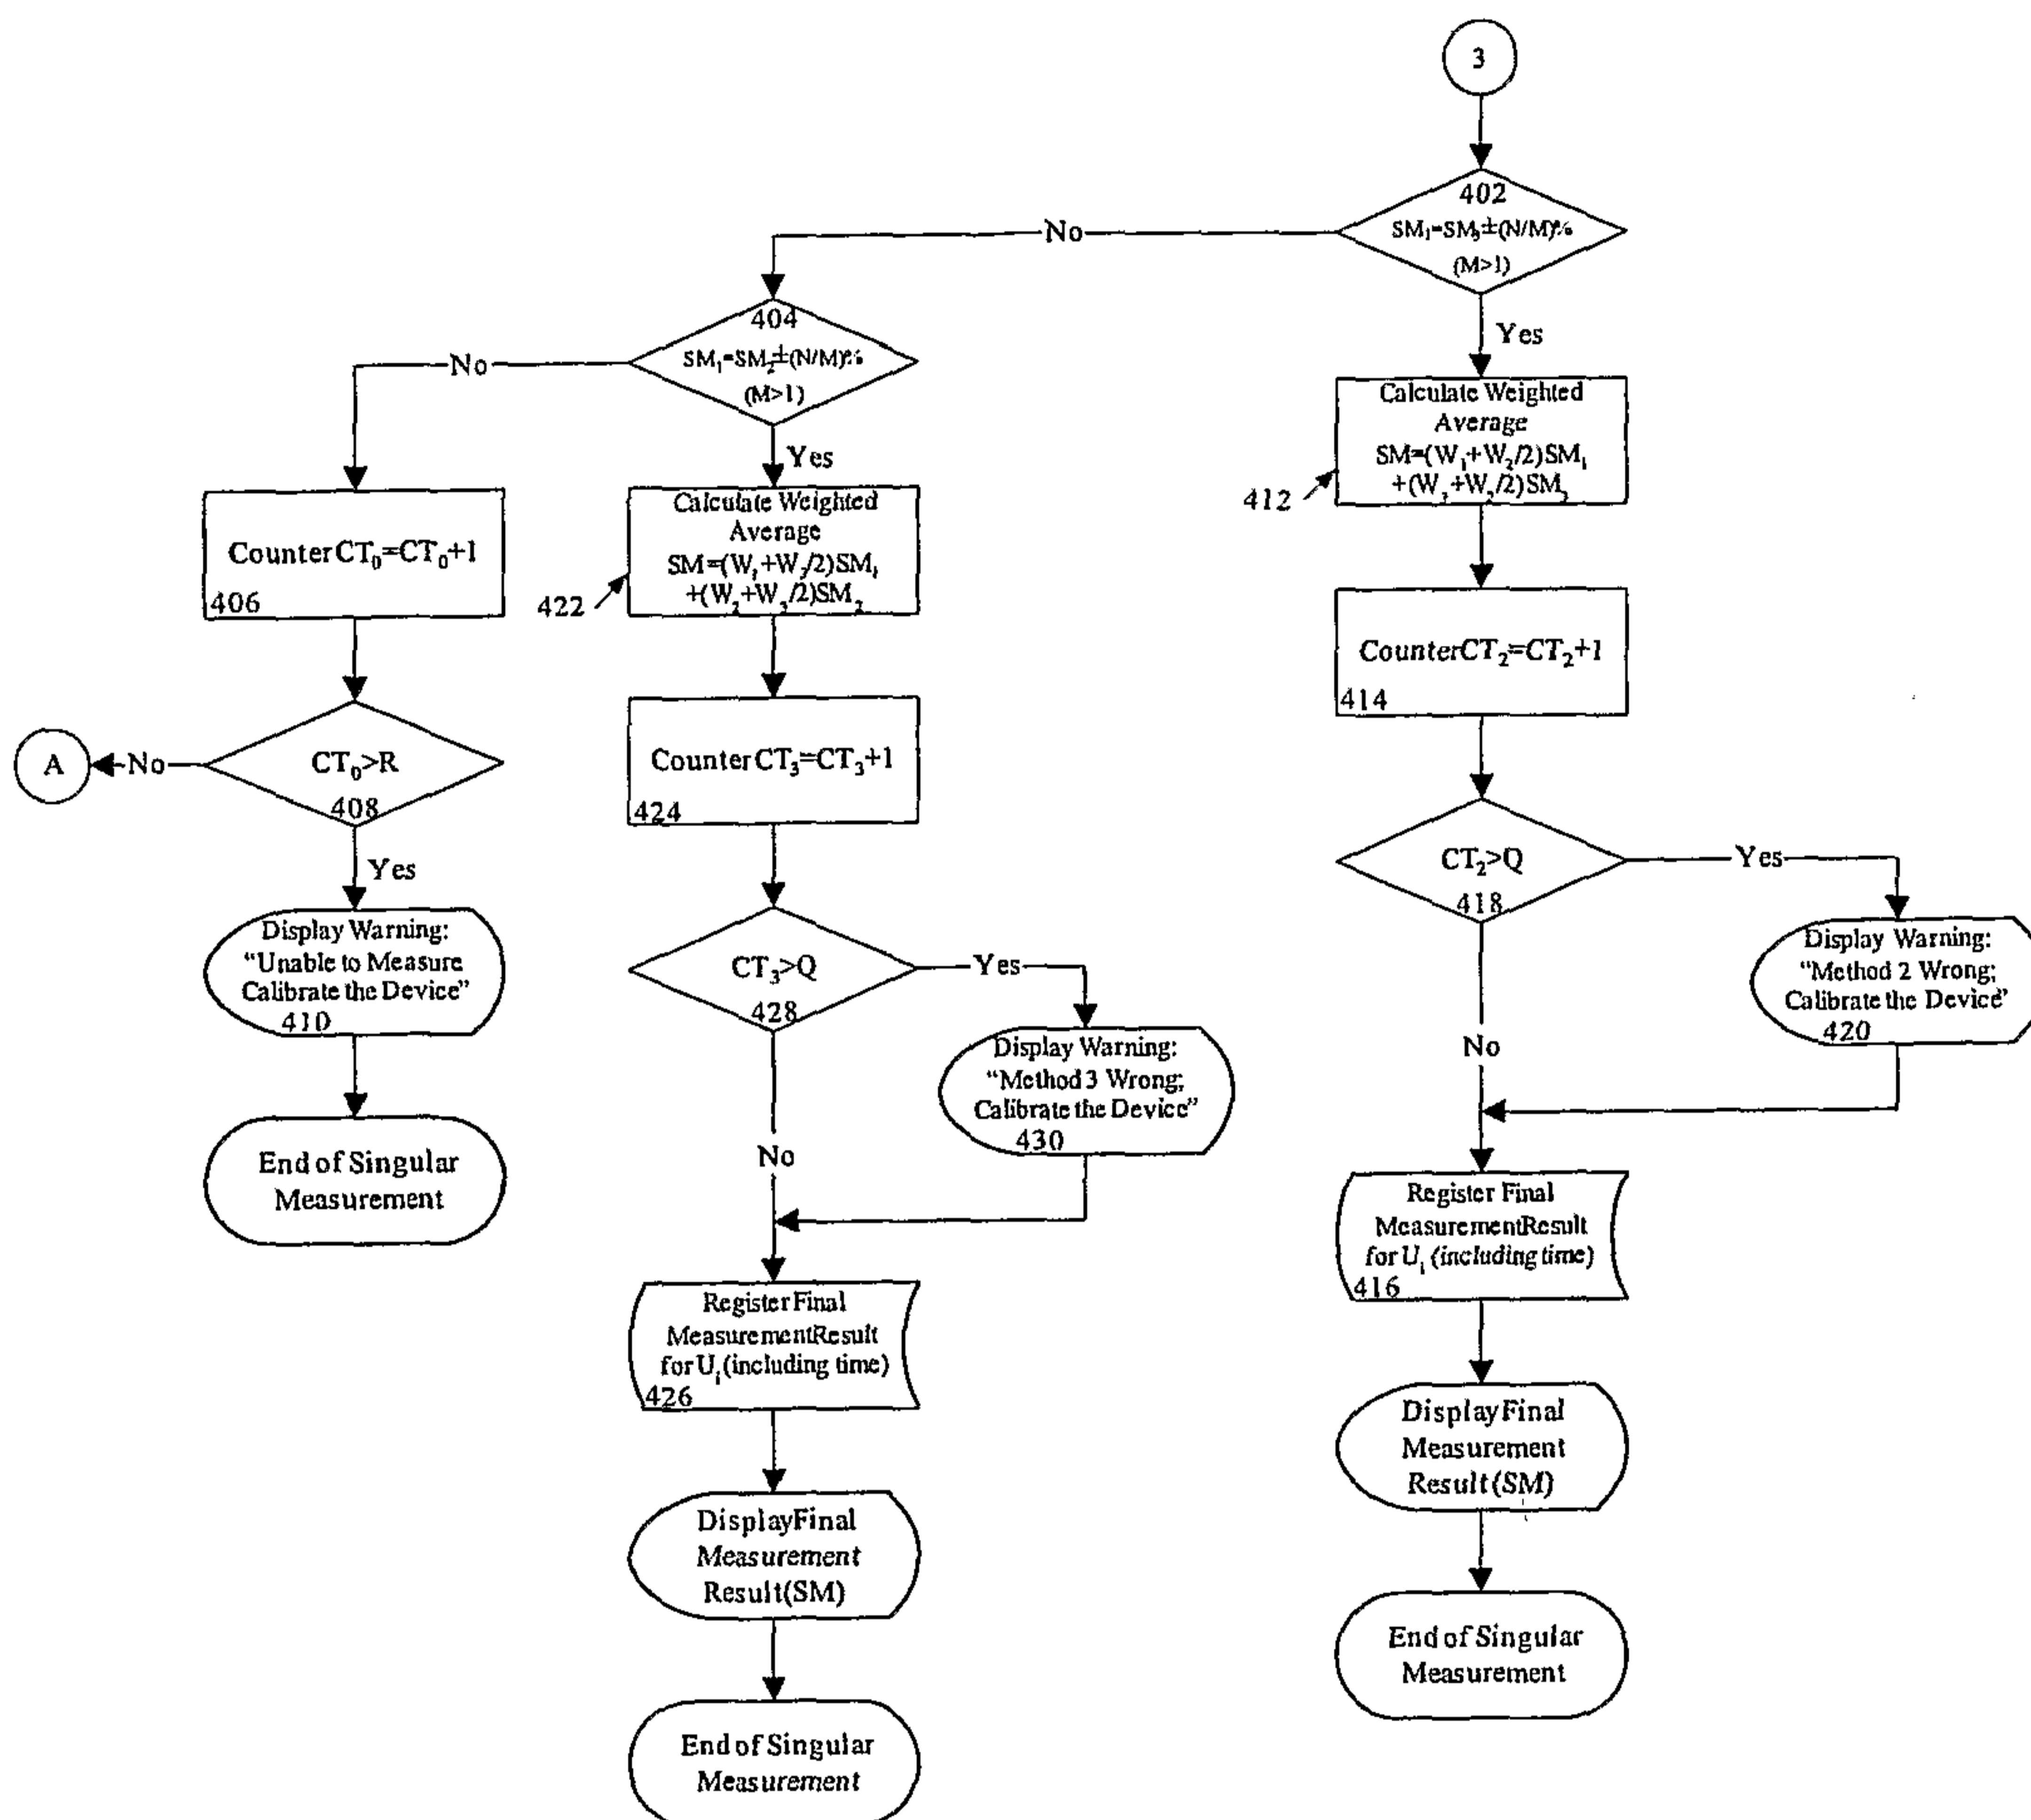 3
402
SM₁=SM₃±(N/M)%
(M>1)
No
Yes
404
SM₁=SM₂±(N/M)%
(M>1)
No
Yes
Calculate Weighted
Average
SM=(W₁+W₂/2)SM₁
+(W₃+W₂/2)SM₃
412
Counter CT₀=CT₀+1
406
Calculate Weighted
Average
SM=(W₁+W₃/2)SM₁
+(W₂+W₃/2)SM₂
422
Counter CT₂=CT₂+1
414
A
No
CT₀>R
408
Yes
Counter CT₃=CT₃+1
424
CT₂>Q
418
Yes
No
Display Warning:
“Unable to Measure
Calibrate the Device”
410
CT₃>Q
428
Yes
No
Display Warning:
“Method 2 Wrong;
Calibrate the Device”
420
Display Warning:
“Method 3 Wrong;
Calibrate the Device”
430
End of Singular
Measurement
Register Final
Measurement Result
for Uᵢ (including time)
416
Register Final
Measurement Result
for Uᵢ (including time)
426
Display Final
Measurement
Result (SM)
Display Final
Measurement
Result (SM)
End of Singular
Measurement
End of Singular
Measurement